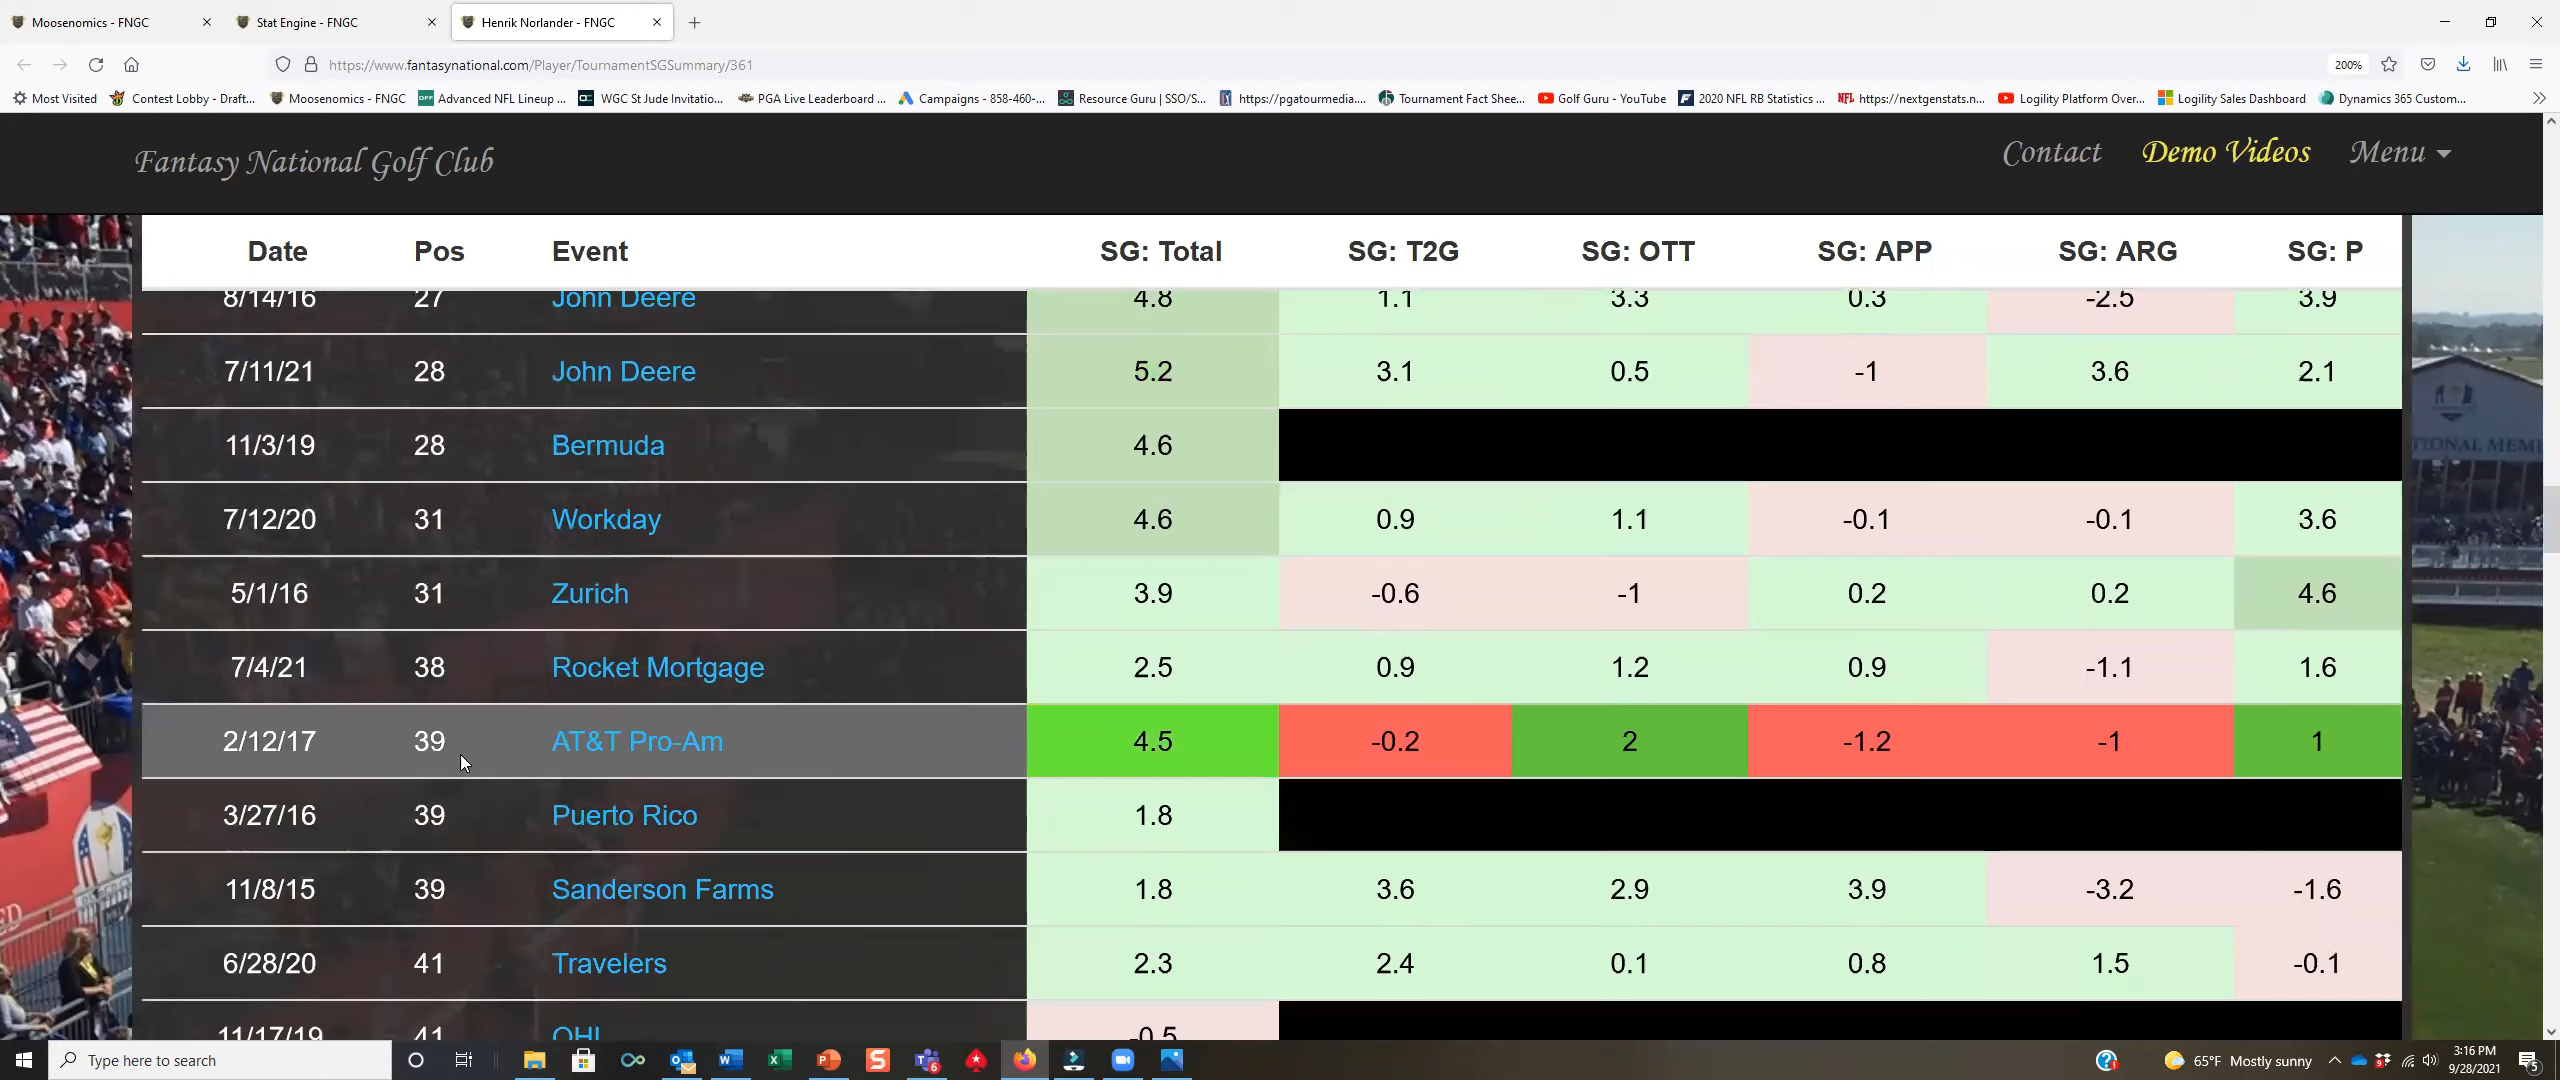 Moosenomics - FNGC
Stat Engine - FNGC
Henrik Norlander - FNGC
https://www.fantasynational.com/Player/TournamentSGSummary/361
200%
Most Visited
Contest Lobby - Draft...
Moosenomics - FNGC
Advanced NFL Lineup ...
WGC St Jude Invitatio...
PGA Live Leaderboard ...
Campaigns - 858-460-...
Resource Guru | SSO/S...
https://pgatourmedia....
Tournament Fact Shee...
Golf Guru - YouTube
2020 NFL RB Statistics ...
https://nextgenstats.n...
Logility Platform Over...
Logility Sales Dashboard
Dynamics 365 Custom...
Fantasy National Golf Club
Contact Demo Videos Menu
Date Pos Event SG: Total SG: T2G SG: OTT SG: APP SG: ARG SG: P
8/14/16 27 John Deere 4.8 1.1 3.3 0.3 -2.5 3.9
7/11/21 28 John Deere 5.2 3.1 0.5 -1 3.6 2.1
11/3/19 28 Bermuda 4.6
7/12/20 31 Workday 4.6 0.9 1.1 -0.1 -0.1 3.6
5/1/16 31 Zurich 3.9 -0.6 -1 0.2 0.2 4.6
7/4/21 38 Rocket Mortgage 2.5 0.9 1.2 0.9 -1.1 1.6
2/12/17 39 AT&T Pro-Am 4.5 -0.2 2 -1.2 -1 1
3/27/16 39 Puerto Rico 1.8
11/8/15 39 Sanderson Farms 1.8 3.6 2.9 3.9 -3.2 -1.6
6/28/20 41 Travelers 2.3 2.4 0.1 0.8 1.5 -0.1
11/17/19 41 OHL -0.5
Type here to search
65°F Mostly sunny
3:16 PM
9/28/2021